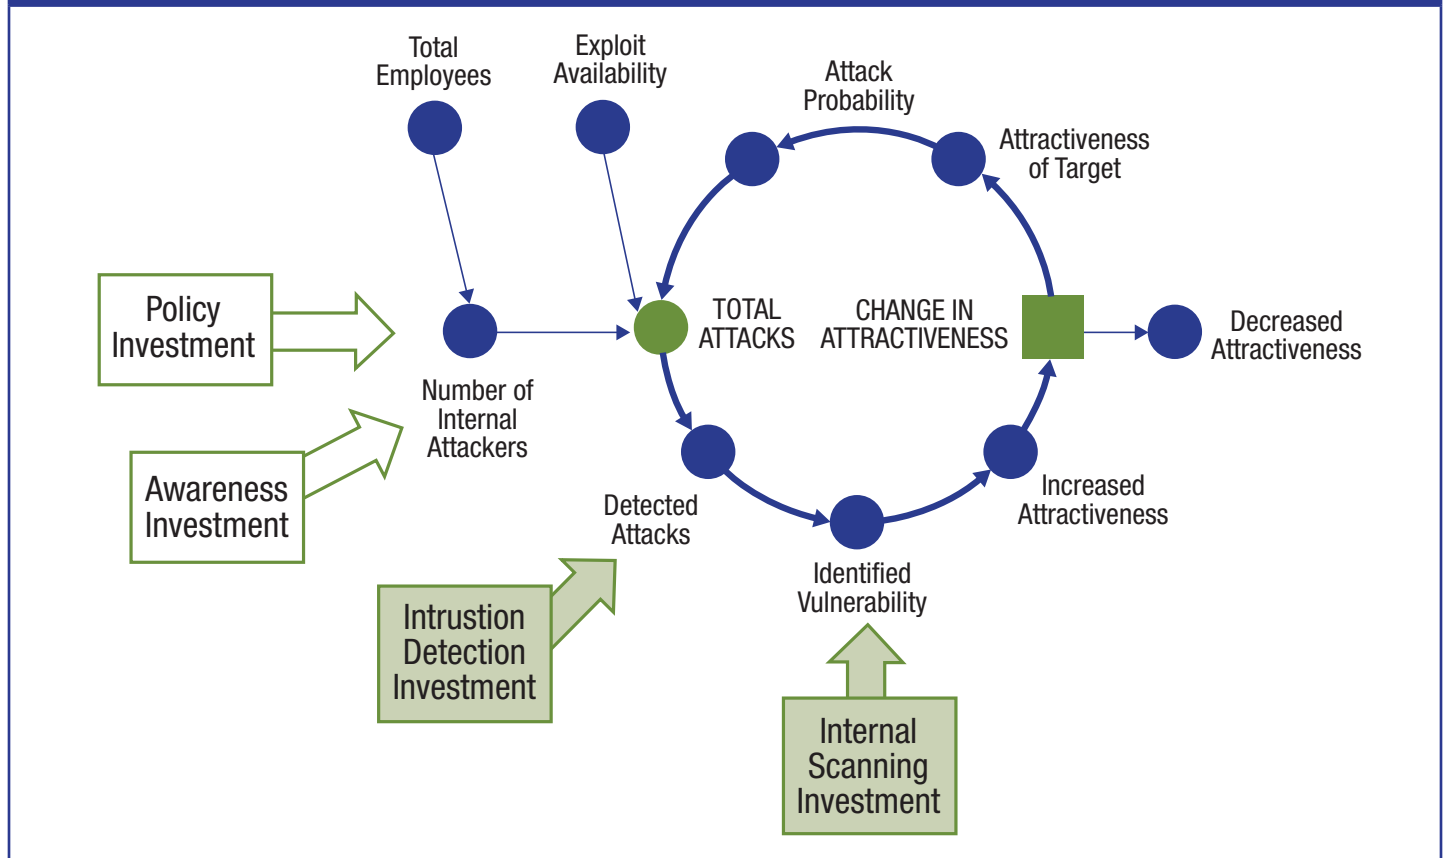 Total
Employees
Exploit
Availability
Attack
Probability
Attractiveness
of Target
Policy
Investment
TOTAL
ATTACKS
CHANGE IN
ATTRACTIVENESS
Decreased
Attractiveness
Number of
Internal
Attackers
Awareness
Investment
Detected
Attacks
Increased
Attractiveness
Identified
Vulnerability
Intrustion
Detection
Investment
Internal
Scanning
Investment